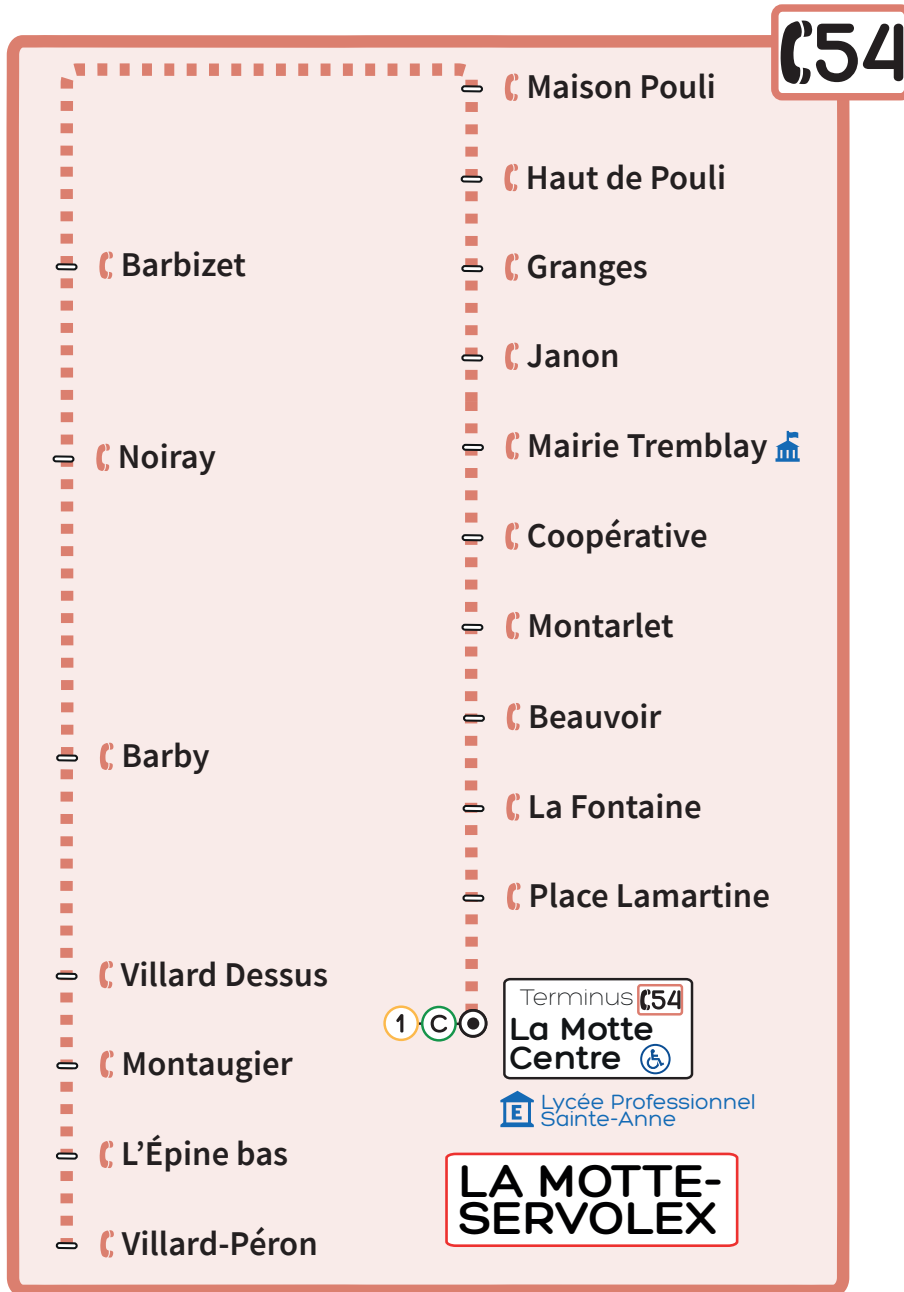 54
Maison Pouli
Haut de Pouli
Barbizet
Granges
Janon
Mairie Tremblay
Noiray
Coopérative
Montarlet
Beauvoir
Barby
La Fontaine
Place Lamartine
Villard Dessus
Terminus 54
1 C
La Motte
Centre
Montaugier
E
Lycée Professionnel
Sainte-Anne
L'Épine bas
LA MOTTE-
SERVOLEX
Villard-Péron